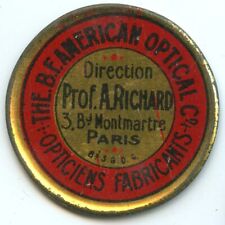 THE B.F. AMERICAN OPTICAL Co
OPTICIENS FABRICANTS
Direction
Prof. A. RICHARD
3, Bd Montmartre
PARIS